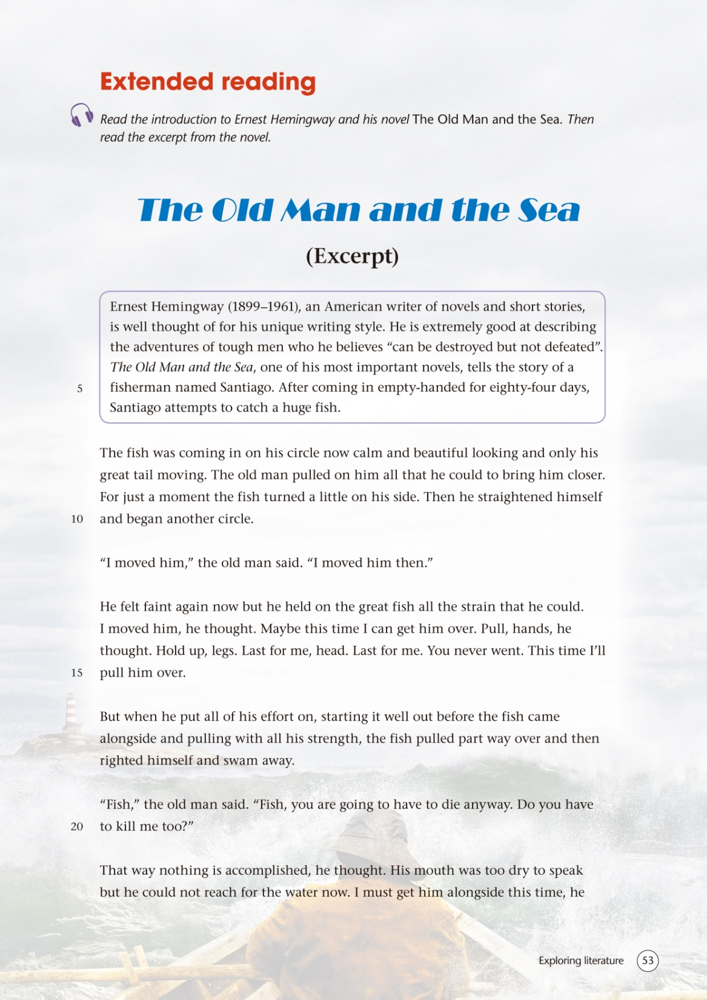 Extended reading
Read the introduction to Ernest Hemingway and his novel The Old Man and the Sea. Then
read the excerpt from the novel.
The Old Man and the Sea
(Excerpt)
Ernest Hemingway (1899–1961), an American writer of novels and short stories,
is well thought of for his unique writing style. He is extremely good at describing
the adventures of tough men who he believes “can be destroyed but not defeated”.
The Old Man and the Sea, one of his most important novels, tells the story of a
5 fisherman named Santiago. After coming in empty-handed for eighty-four days,
Santiago attempts to catch a huge fish.
The fish was coming in on his circle now calm and beautiful looking and only his
great tail moving. The old man pulled on him all that he could to bring him closer.
For just a moment the fish turned a little on his side. Then he straightened himself
10 and began another circle.
“I moved him,” the old man said. “I moved him then.”
He felt faint again now but he held on the great fish all the strain that he could.
I moved him, he thought. Maybe this time I can get him over. Pull, hands, he
thought. Hold up, legs. Last for me, head. Last for me. You never went. This time I’ll
15 pull him over.
But when he put all of his effort on, starting it well out before the fish came
alongside and pulling with all his strength, the fish pulled part way over and then
righted himself and swam away.
“Fish,” the old man said. “Fish, you are going to have to die anyway. Do you have
20 to kill me too?”
That way nothing is accomplished, he thought. His mouth was too dry to speak
but he could not reach for the water now. I must get him alongside this time, he
Exploring literature 53